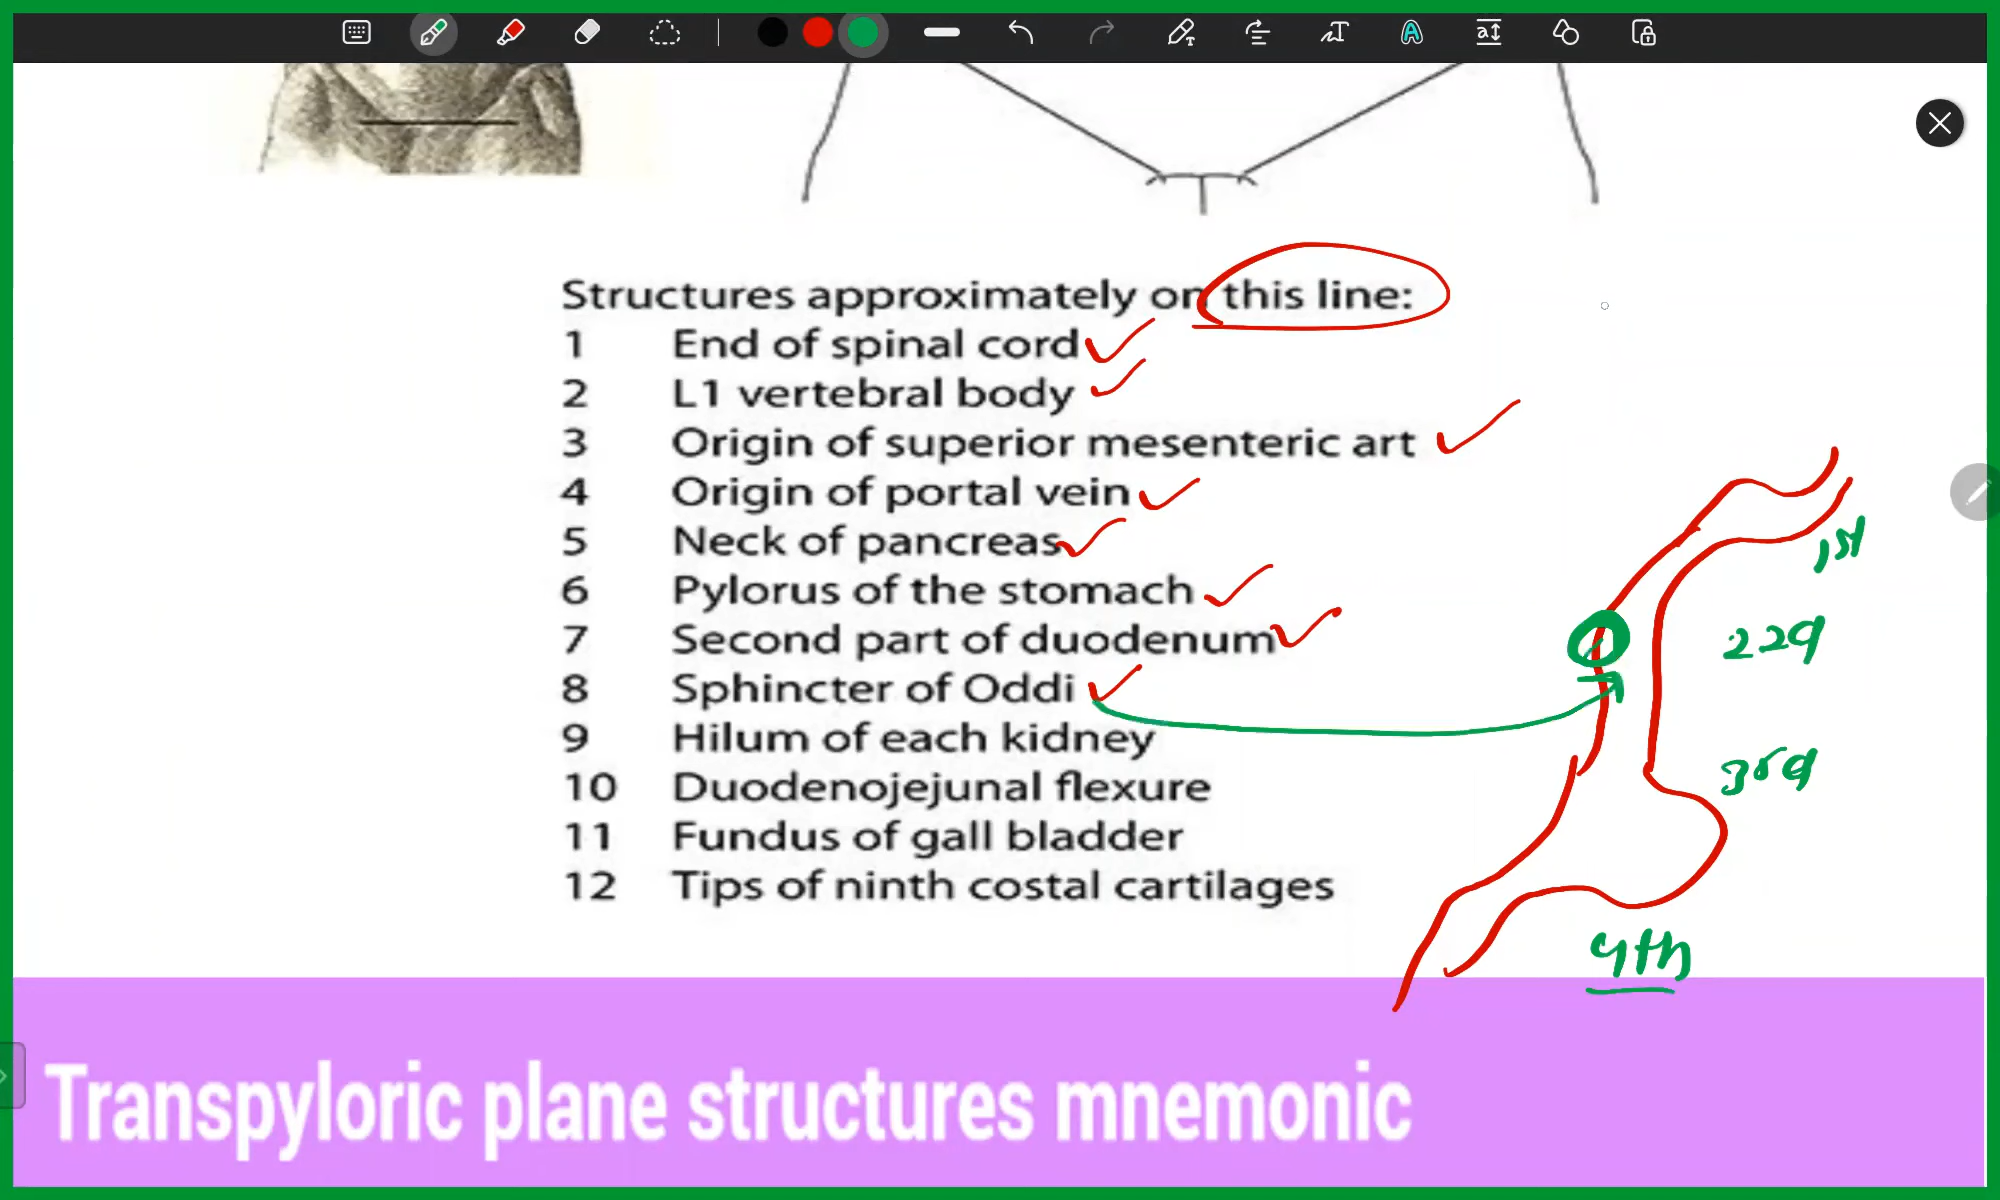 Structures approximately on this line:
1 End of spinal cord
2 L1 vertebral body
3 Origin of superior mesenteric art
4 Origin of portal vein
5 Neck of pancreas
6 Pylorus of the stomach
7 Second part of duodenum
8 Sphincter of Oddi
9 Hilum of each kidney
10 Duodenojejunal flexure
11 Fundus of gall bladder
12 Tips of ninth costal cartilages
1st
3rd
4th
Transpyloric plane structures mnemonic